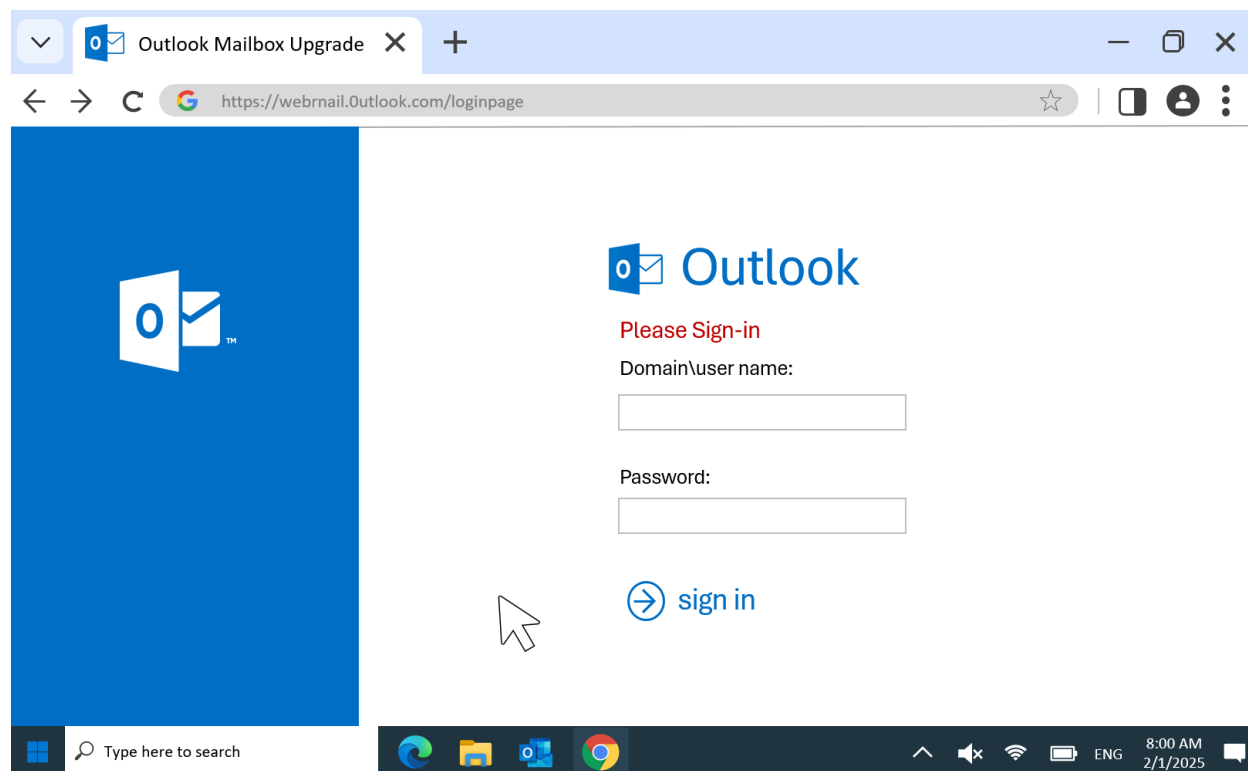 Outlook Mailbox Upgrade
https://webrnail.0utlook.com/loginpage
O
TM
Outlook
Please Sign-in
Domain\user name:
Password:
sign in
Type here to search
ENG
8:00 AM
2/1/2025